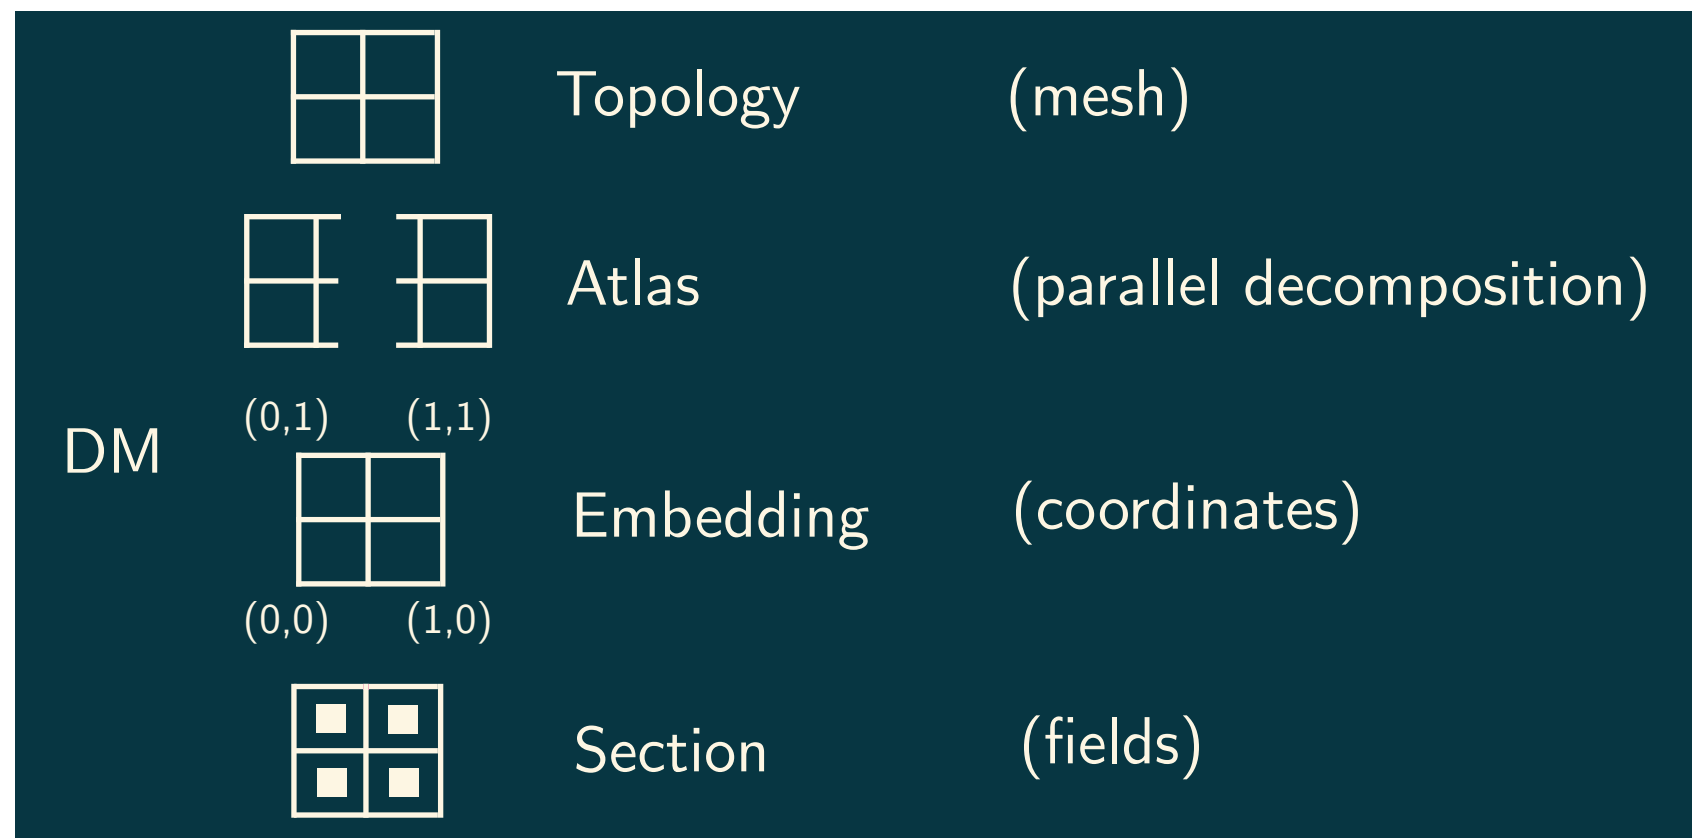 Topology (mesh)
Atlas (parallel decomposition)
DM
(0,1) (1,1)
Embedding (coordinates)
(0,0) (1,0)
Section (fields)